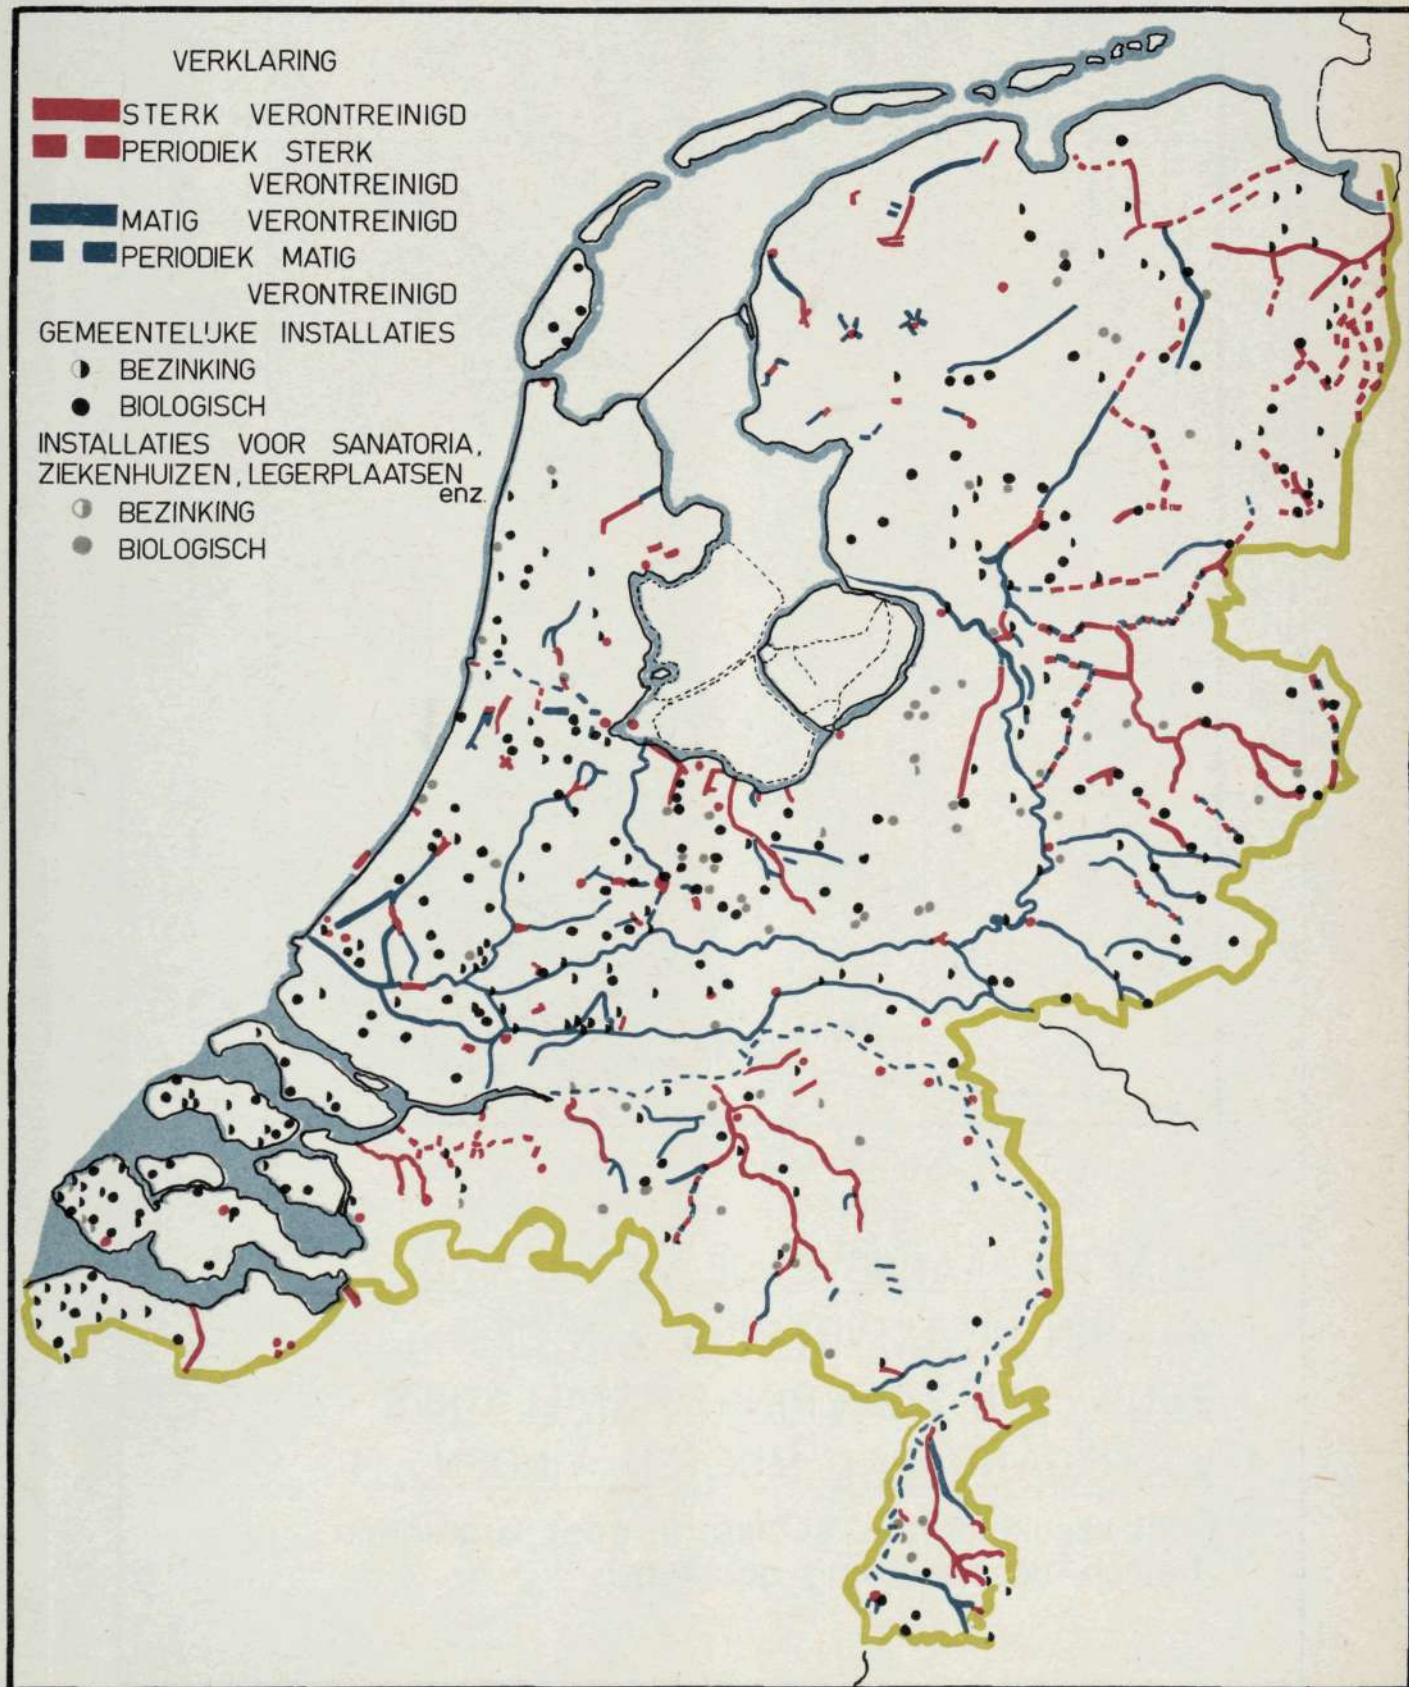 VERKLARING
STERK VERONTREINIGD
PERIODIEK STERK
VERONTREINIGD
MATIG VERONTREINIGD
PERIODIEK MATIG
VERONTREINIGD
GEMEENTELIJKE INSTALLATIES
BEZINKING
BIOLOGISCH
INSTALLATIES VOOR SANATORIA,
ZIEKENHUIZEN, LEGERPLAATSEN
enz.
BEZINKING
BIOLOGISCH